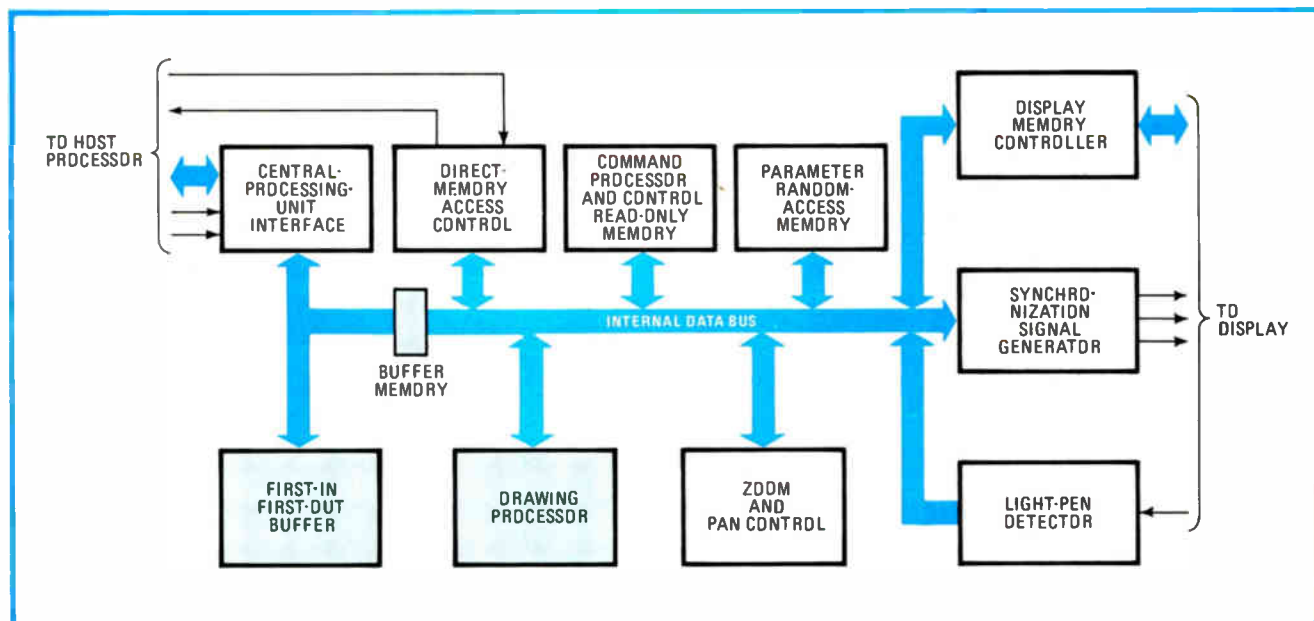 TO HOST
PROCESSOR
CENTRAL-
PROCESSING-
UNIT
INTERFACE
DIRECT-
MEMORY
ACCESS
CONTROL
COMMAND
PROCESSOR
AND CONTROL
READ-ONLY
MEMORY
PARAMETER
RANDOM-
ACCESS
MEMORY
DISPLAY
MEMORY
CONTROLLER
INTERNAL DATA BUS
BUFFER
MEMORY
SYNCHRO-
NIZATION
SIGNAL
GENERATOR
TO
DISPLAY
FIRST-IN
FIRST-OUT
BUFFER
DRAWING
PROCESSOR
ZOOM
AND
PAN CONTROL
LIGHT-PEN
DETECTOR